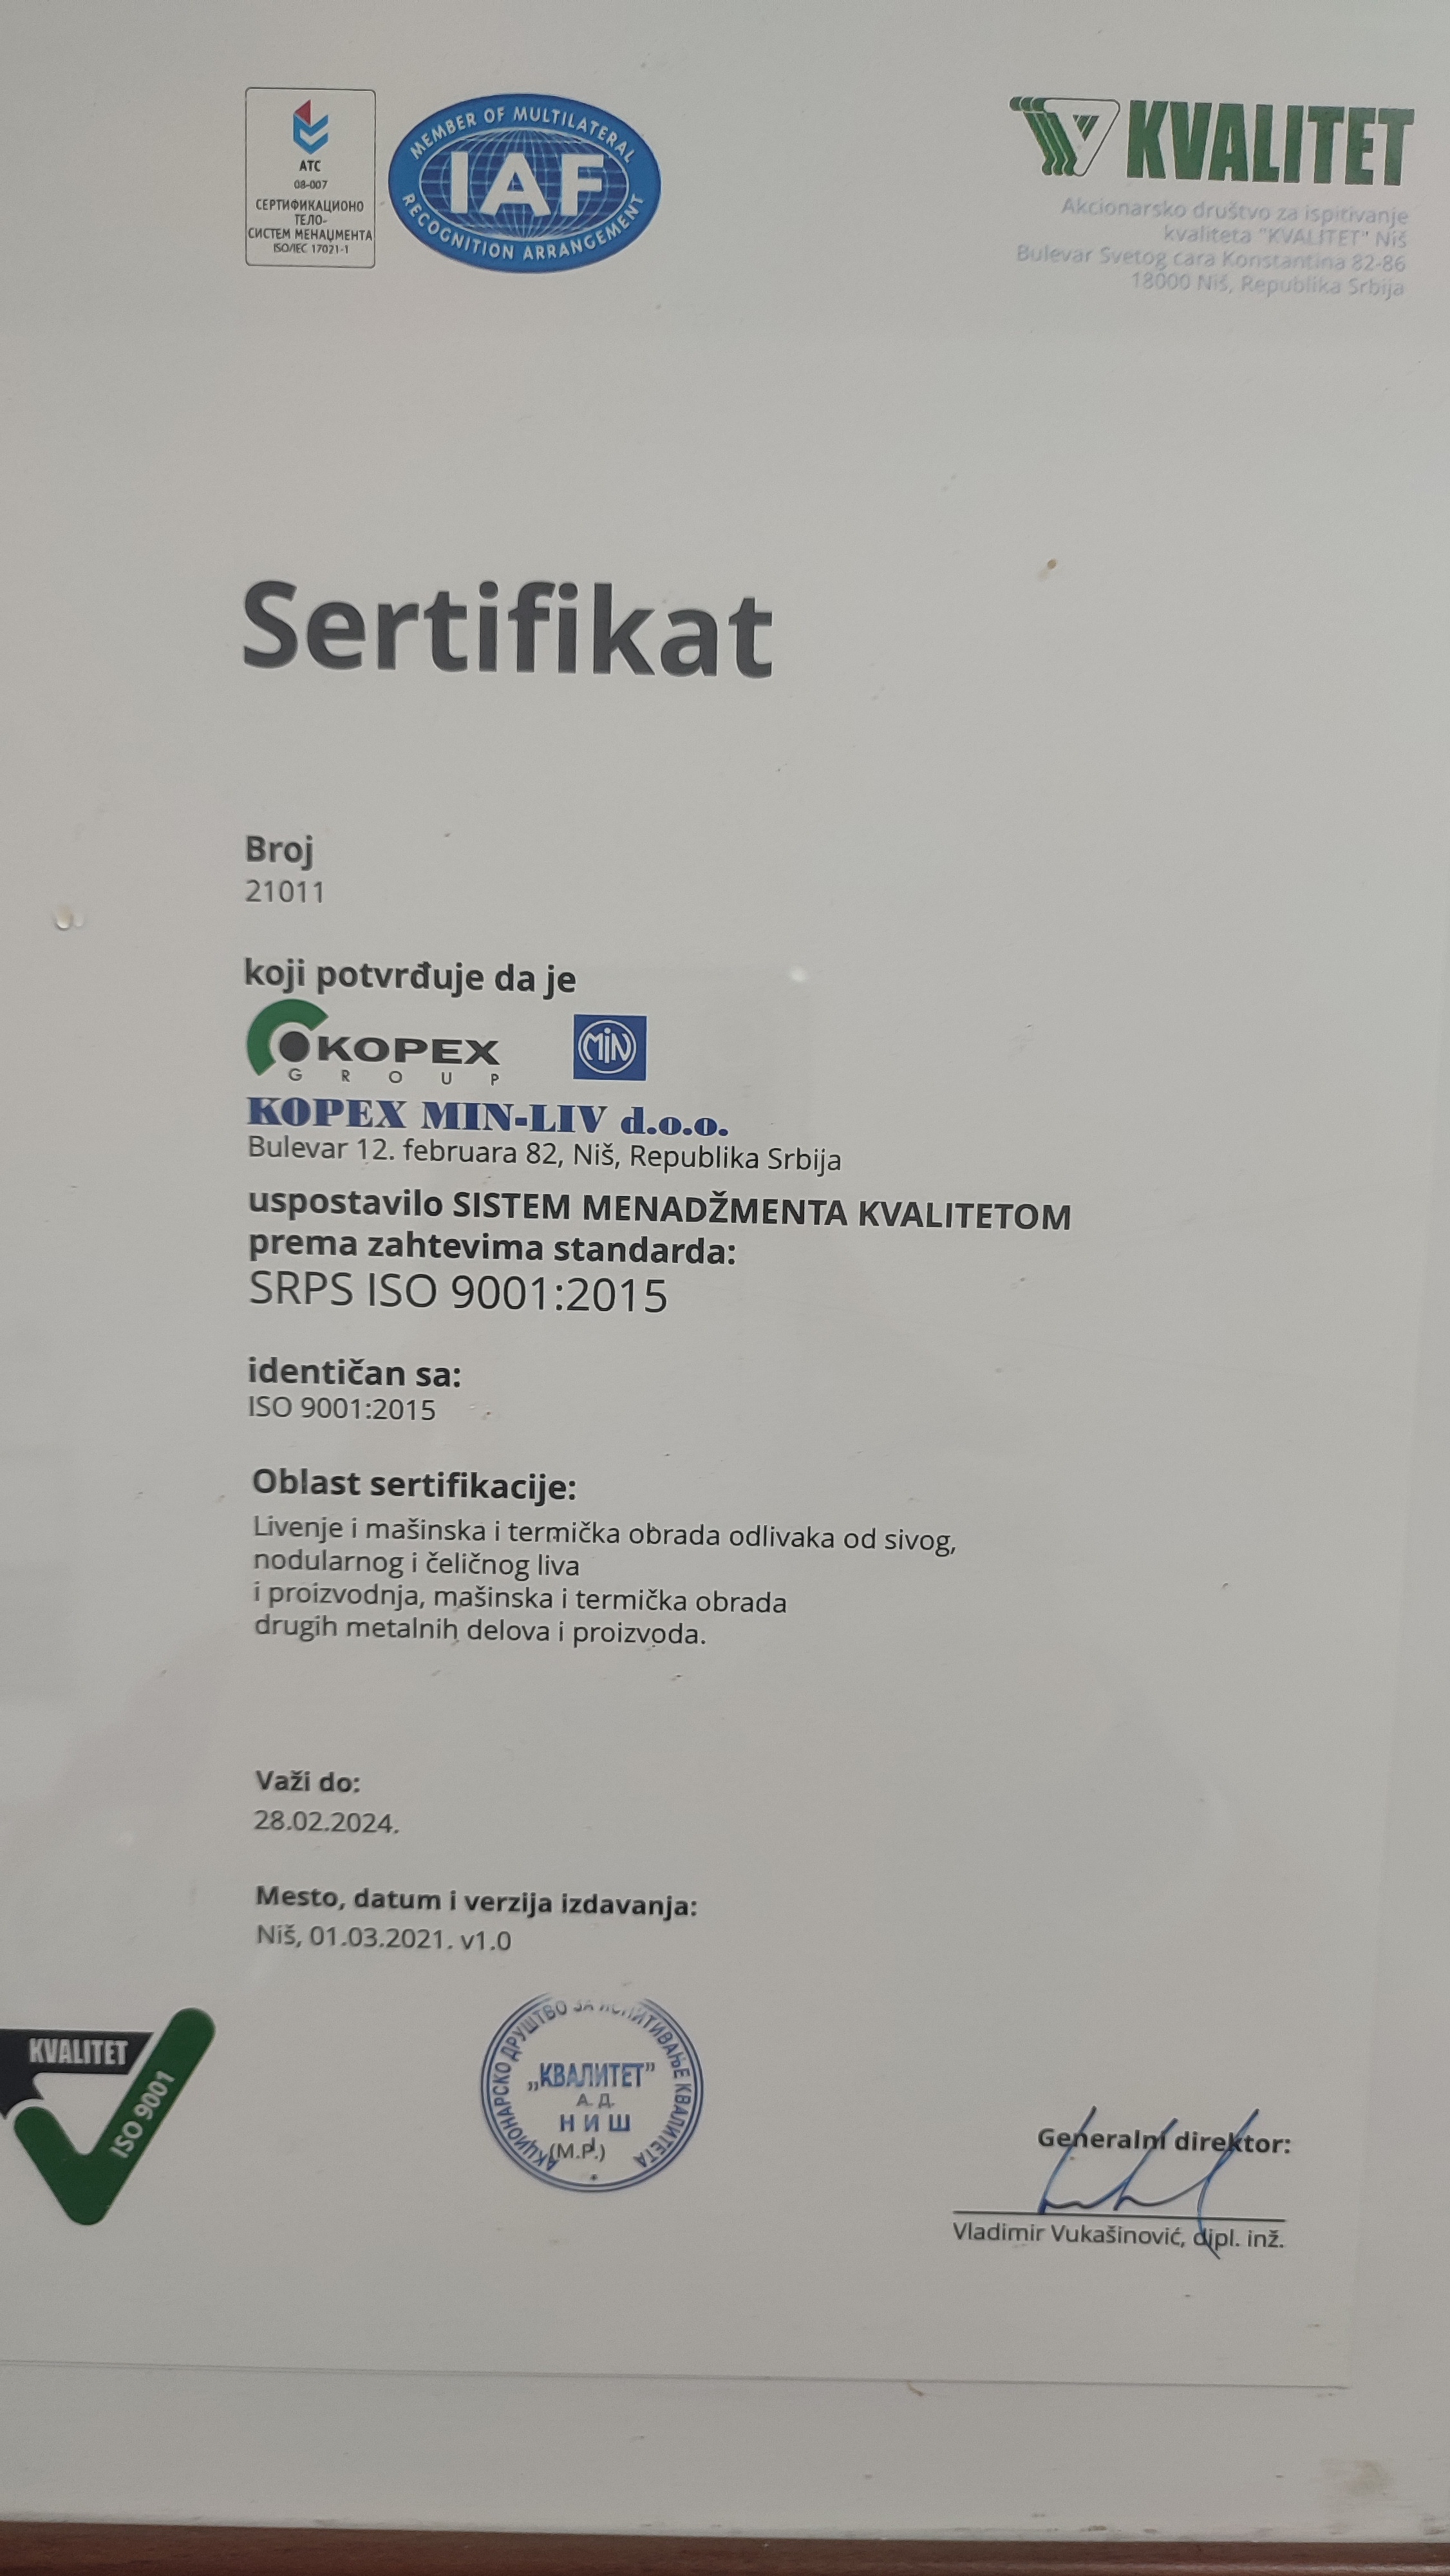 ATC
08-007
СЕРТИФИКАЦИОНО
ТЕЛО-
СИСТЕМ МЕНАЏМЕНТА
ISO/IEC 17021-1
MEMBER OF MULTILATERAL
IAF
RECOGNITION ARRANGEMENT
KVALITET
Akcionarsko društvo za ispitivanje
kvaliteta "KVALITET" Niš
Bulevar Svetog cara Konstantina 82-86
18000 Niš, Republika Srbija
Sertifikat
Broj
21011
koji potvrđuje da je
KOPEX
GROUP
MIN
KOPEX MIN-LIV d.o.o.
Bulevar 12. februara 82, Niš, Republika Srbija
uspostavilo SISTEM MENADŽMENTA KVALITETOM
prema zahtevima standarda:
SRPS ISO 9001:2015
identičan sa:
ISO 9001:2015
Oblast sertifikacije:
Livenje i mašinska i termička obrada odlivaka od sivog,
nodularnog i čeličnog liva
i proizvodnja, mašinska i termička obrada
drugih metalnih delova i proizvoda.
Važi do:
28.02.2024.
Mesto, datum i verzija izdavanja:
Niš, 01.03.2021. v1.0
KVALITET
ISO 9001
АКЦИОНАРСКО ДРУШТВО ЗА ИСПИТИВАЊЕ КВАЛИТЕТА
„КВАЛИТЕТ”
А.Д.
НИШ
(M.P.)
Generalni direktor:
Vladimir Vukašinović, dipl. inž.